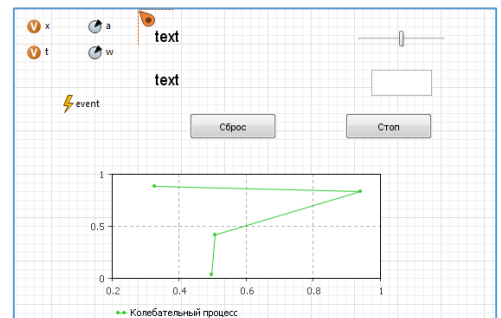 x a
text
t w
text
event
Сброс Стоп
1
0.5
0
0.2 0.4 0.6 0.8 1
Колебательный процесс